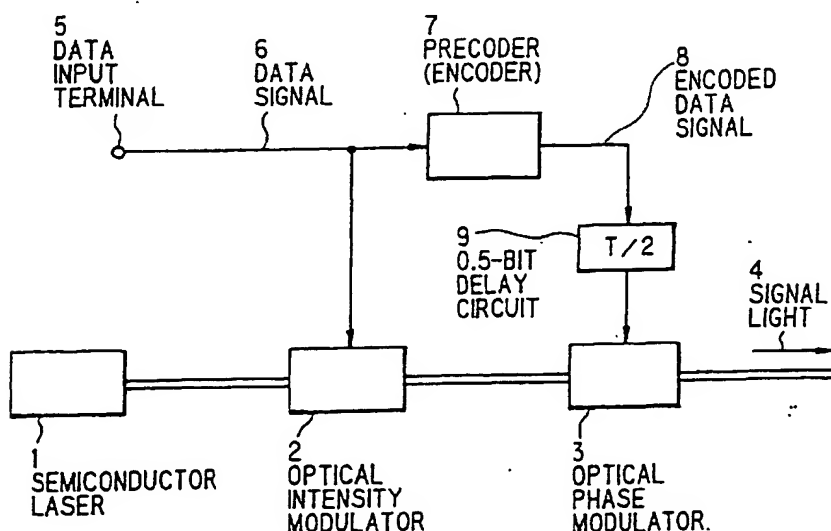 5
DATA
INPUT
TERMINAL
6
DATA
SIGNAL
7
PRECODER
(ENCODER)
8
ENCODED
DATA
SIGNAL
9
0.5-BIT
DELAY
CIRCUIT
T/2
4
SIGNAL
LIGHT
1
SEMICONDUCTOR
LASER
2
OPTICAL
INTENSITY
MODULATOR
3
OPTICAL
PHASE
MODULATOR.